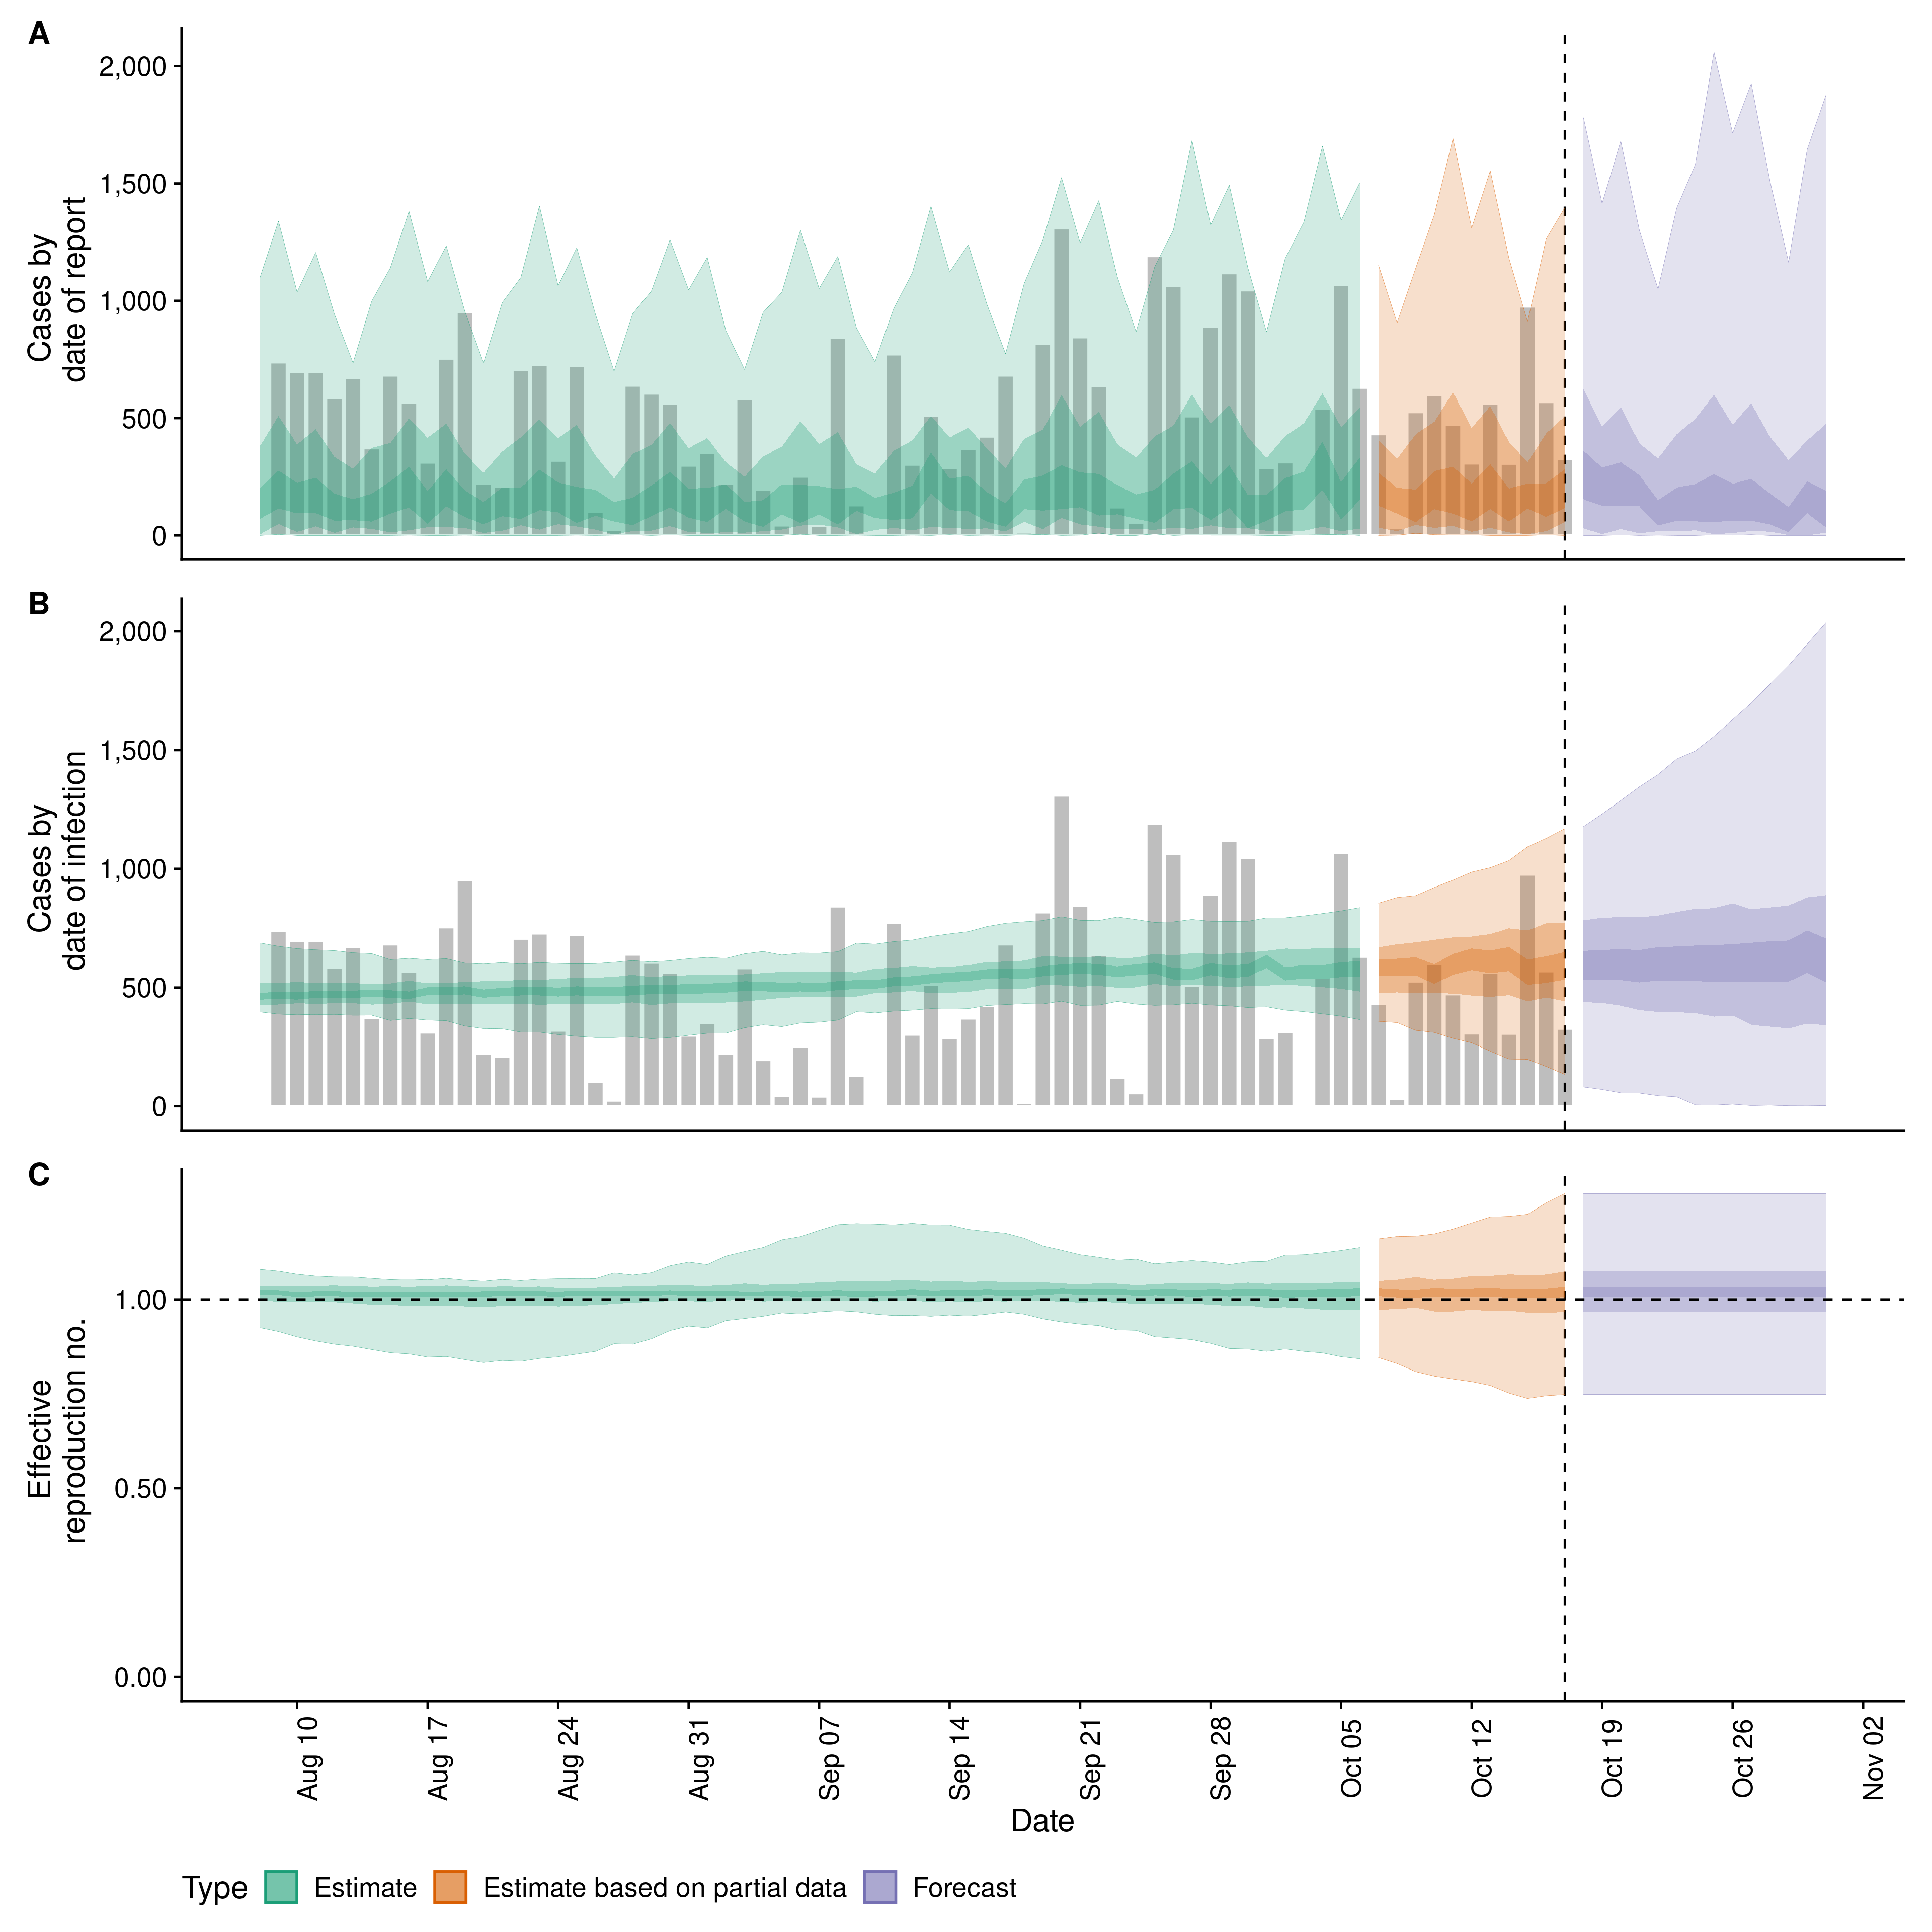 A
Cases by
date of report
2,000
1,500
1,000
500
0
B
Cases by
date of infection
2,000
1,500
1,000
500
0
C
Effective
reproduction no.
1.00
0.50
0.00
Aug 10
Aug 17
Aug 24
Aug 31
Sep 07
Sep 14
Sep 21
Sep 28
Oct 05
Oct 12
Oct 19
Oct 26
Nov 02
Date
Type Estimate Estimate based on partial data Forecast